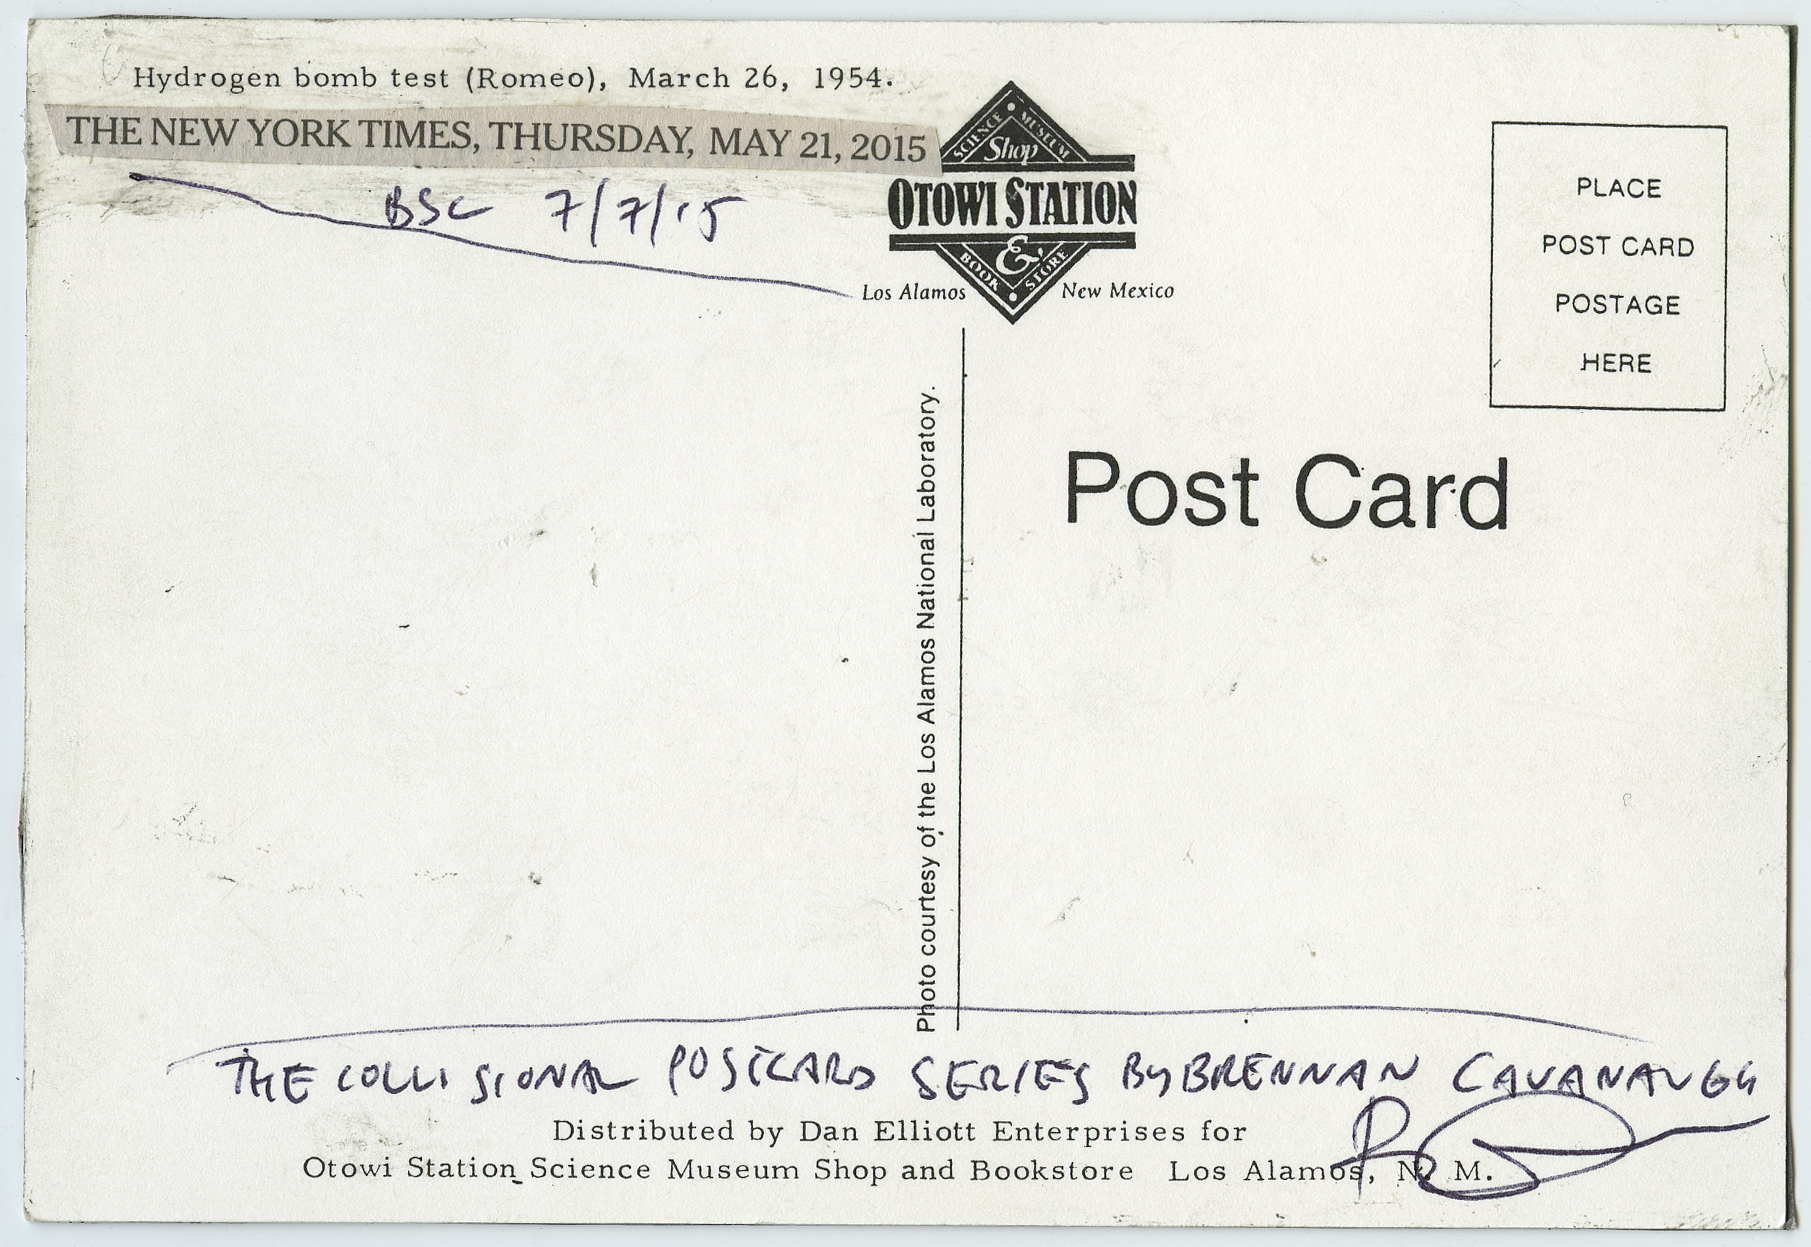 Hydrogen bomb test (Romeo), March 26, 1954.
THE NEW YORK TIMES, THURSDAY, MAY 21, 2015
BSC 7/7/15
SCIENCE MUSEUM
Shop
OTOWI STATION
&
BOOK STORE
Los Alamos New Mexico
PLACE
POST CARD
POSTAGE
HERE
Post Card
Photo courtesy of the Los Alamos National Laboratory.
THE COLLISIONAL POSTCARD SERIES By BRENNAN CAVANAUGH
Distributed by Dan Elliott Enterprises for
Otowi Station Science Museum Shop and Bookstore Los Alamos, N. M.